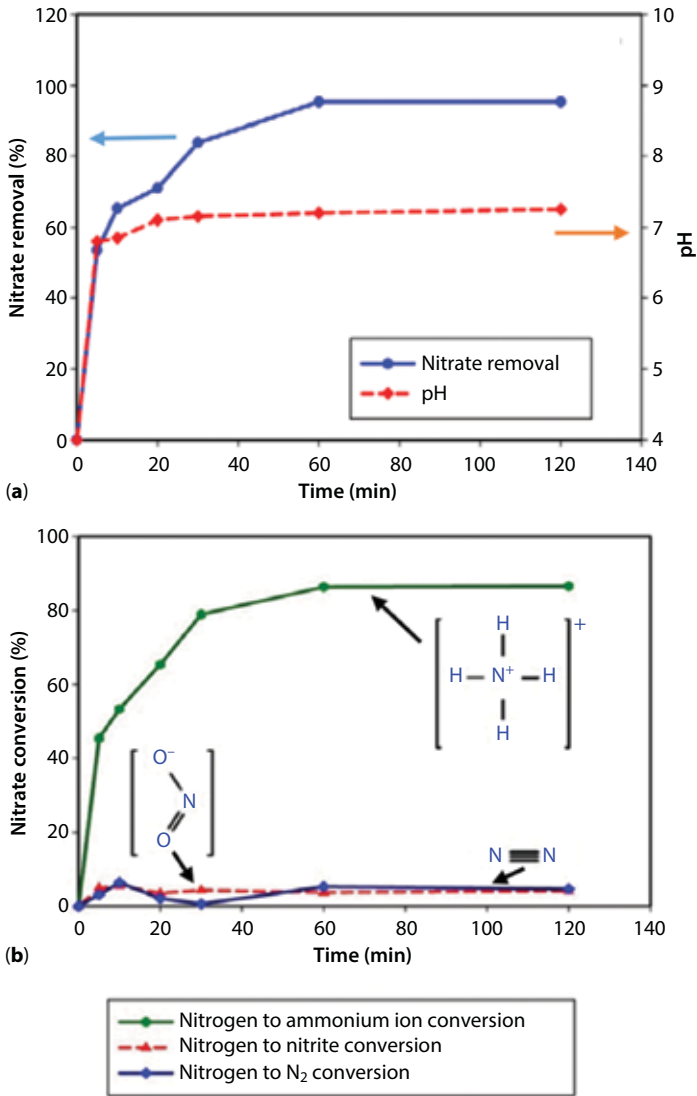 120
100
80
60
40
20
0
Nitrate removal (%)
10
9
8
7
6
5
4
pH
Nitrate removal
pH
0 20 40 60 80 100 120 140
(a)
Time (min)
100
80
60
40
20
0
Nitrate conversion (%)
H
+
H N⁺ H
H
O⁻
N
O
N N
0 20 40 60 80 100 120 140
(b)
Time (min)
Nitrogen to ammonium ion conversion
Nitrogen to nitrite conversion
Nitrogen to N₂ conversion